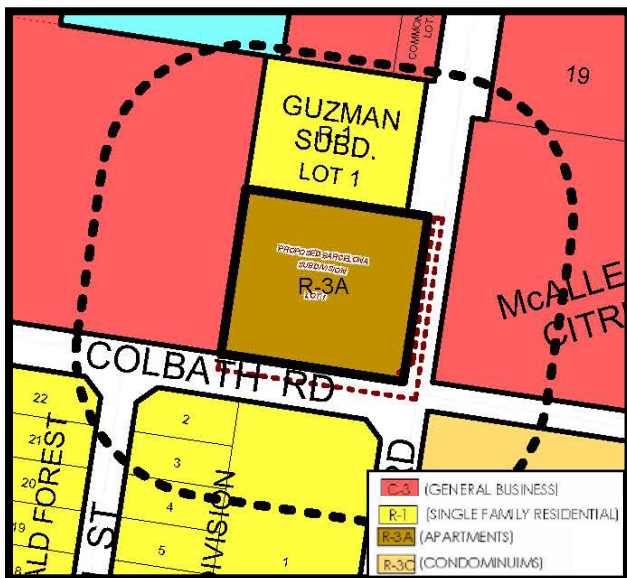 COMMON
LOT
19
GUZMAN
R-1
SUBD.
LOT 1
PROPOSED BARCELONA
SUBDIVISION
R-3A
LOT 1
McALLE
CITRU
COLBATH RD
22
21
20
19
ALD FOREST
ST
2
3
4
5
DIVISION
1
RD
C-3 (GENERAL BUSINESS)
R-1 (SINGLE FAMILY RESIDENTIAL)
R-3A (APARTMENTS)
R-3C (CONDOMINUIMS)